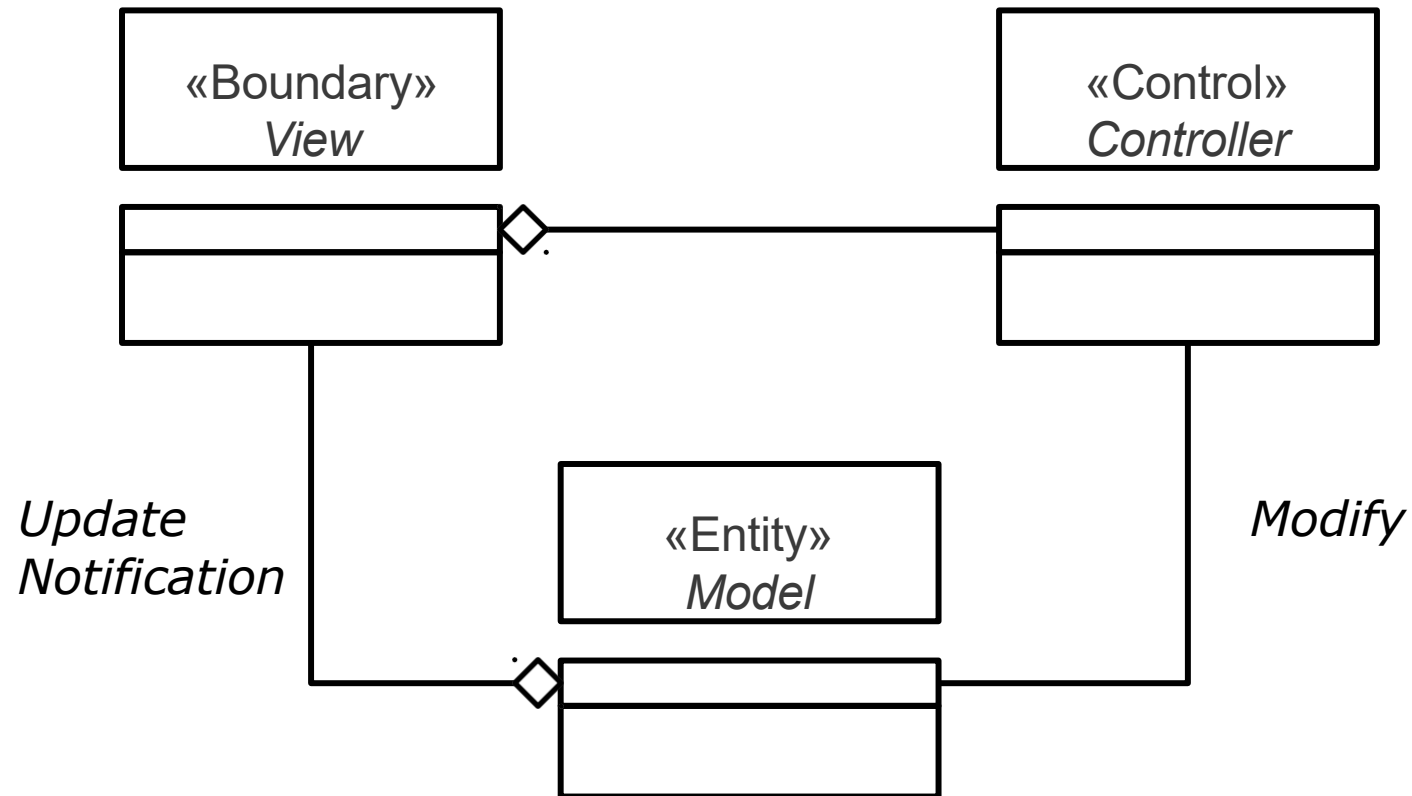 «Boundary»
View
«Control»
Controller
Update
Notification
«Entity»
Model
Modify